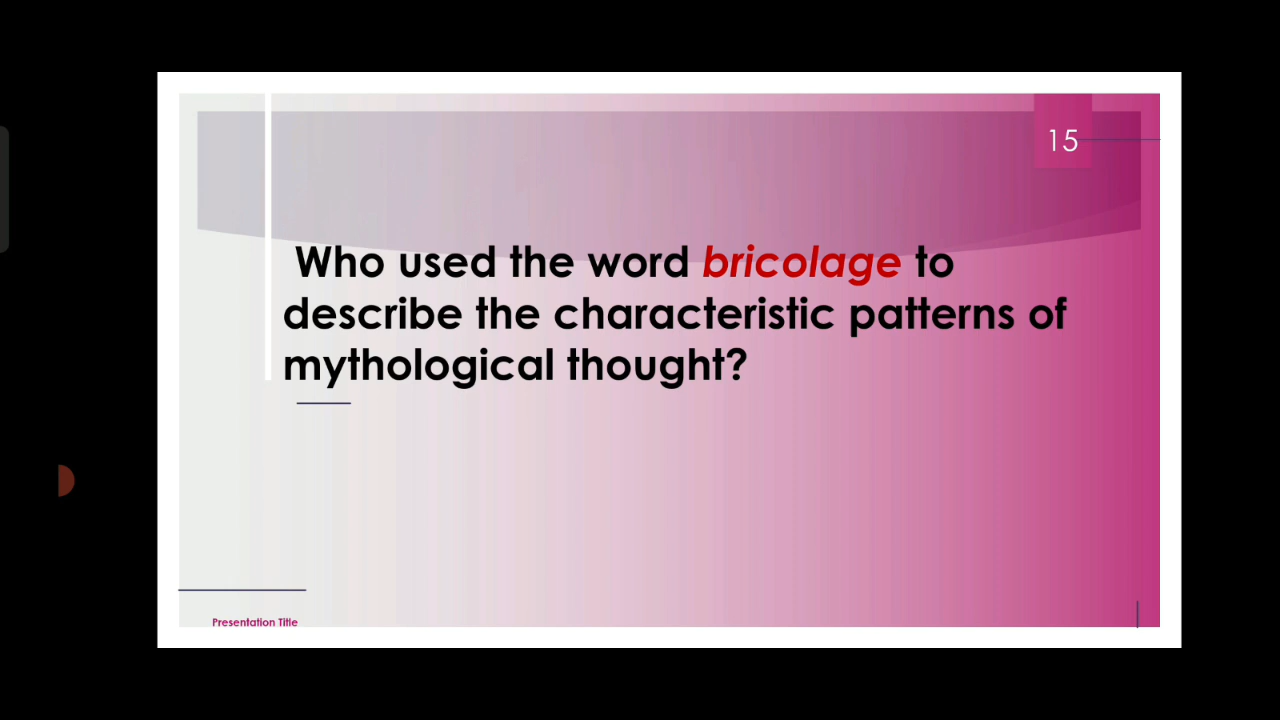 15
Who used the word bricolage to
describe the characteristic patterns of
mythological thought?
Presentation Title